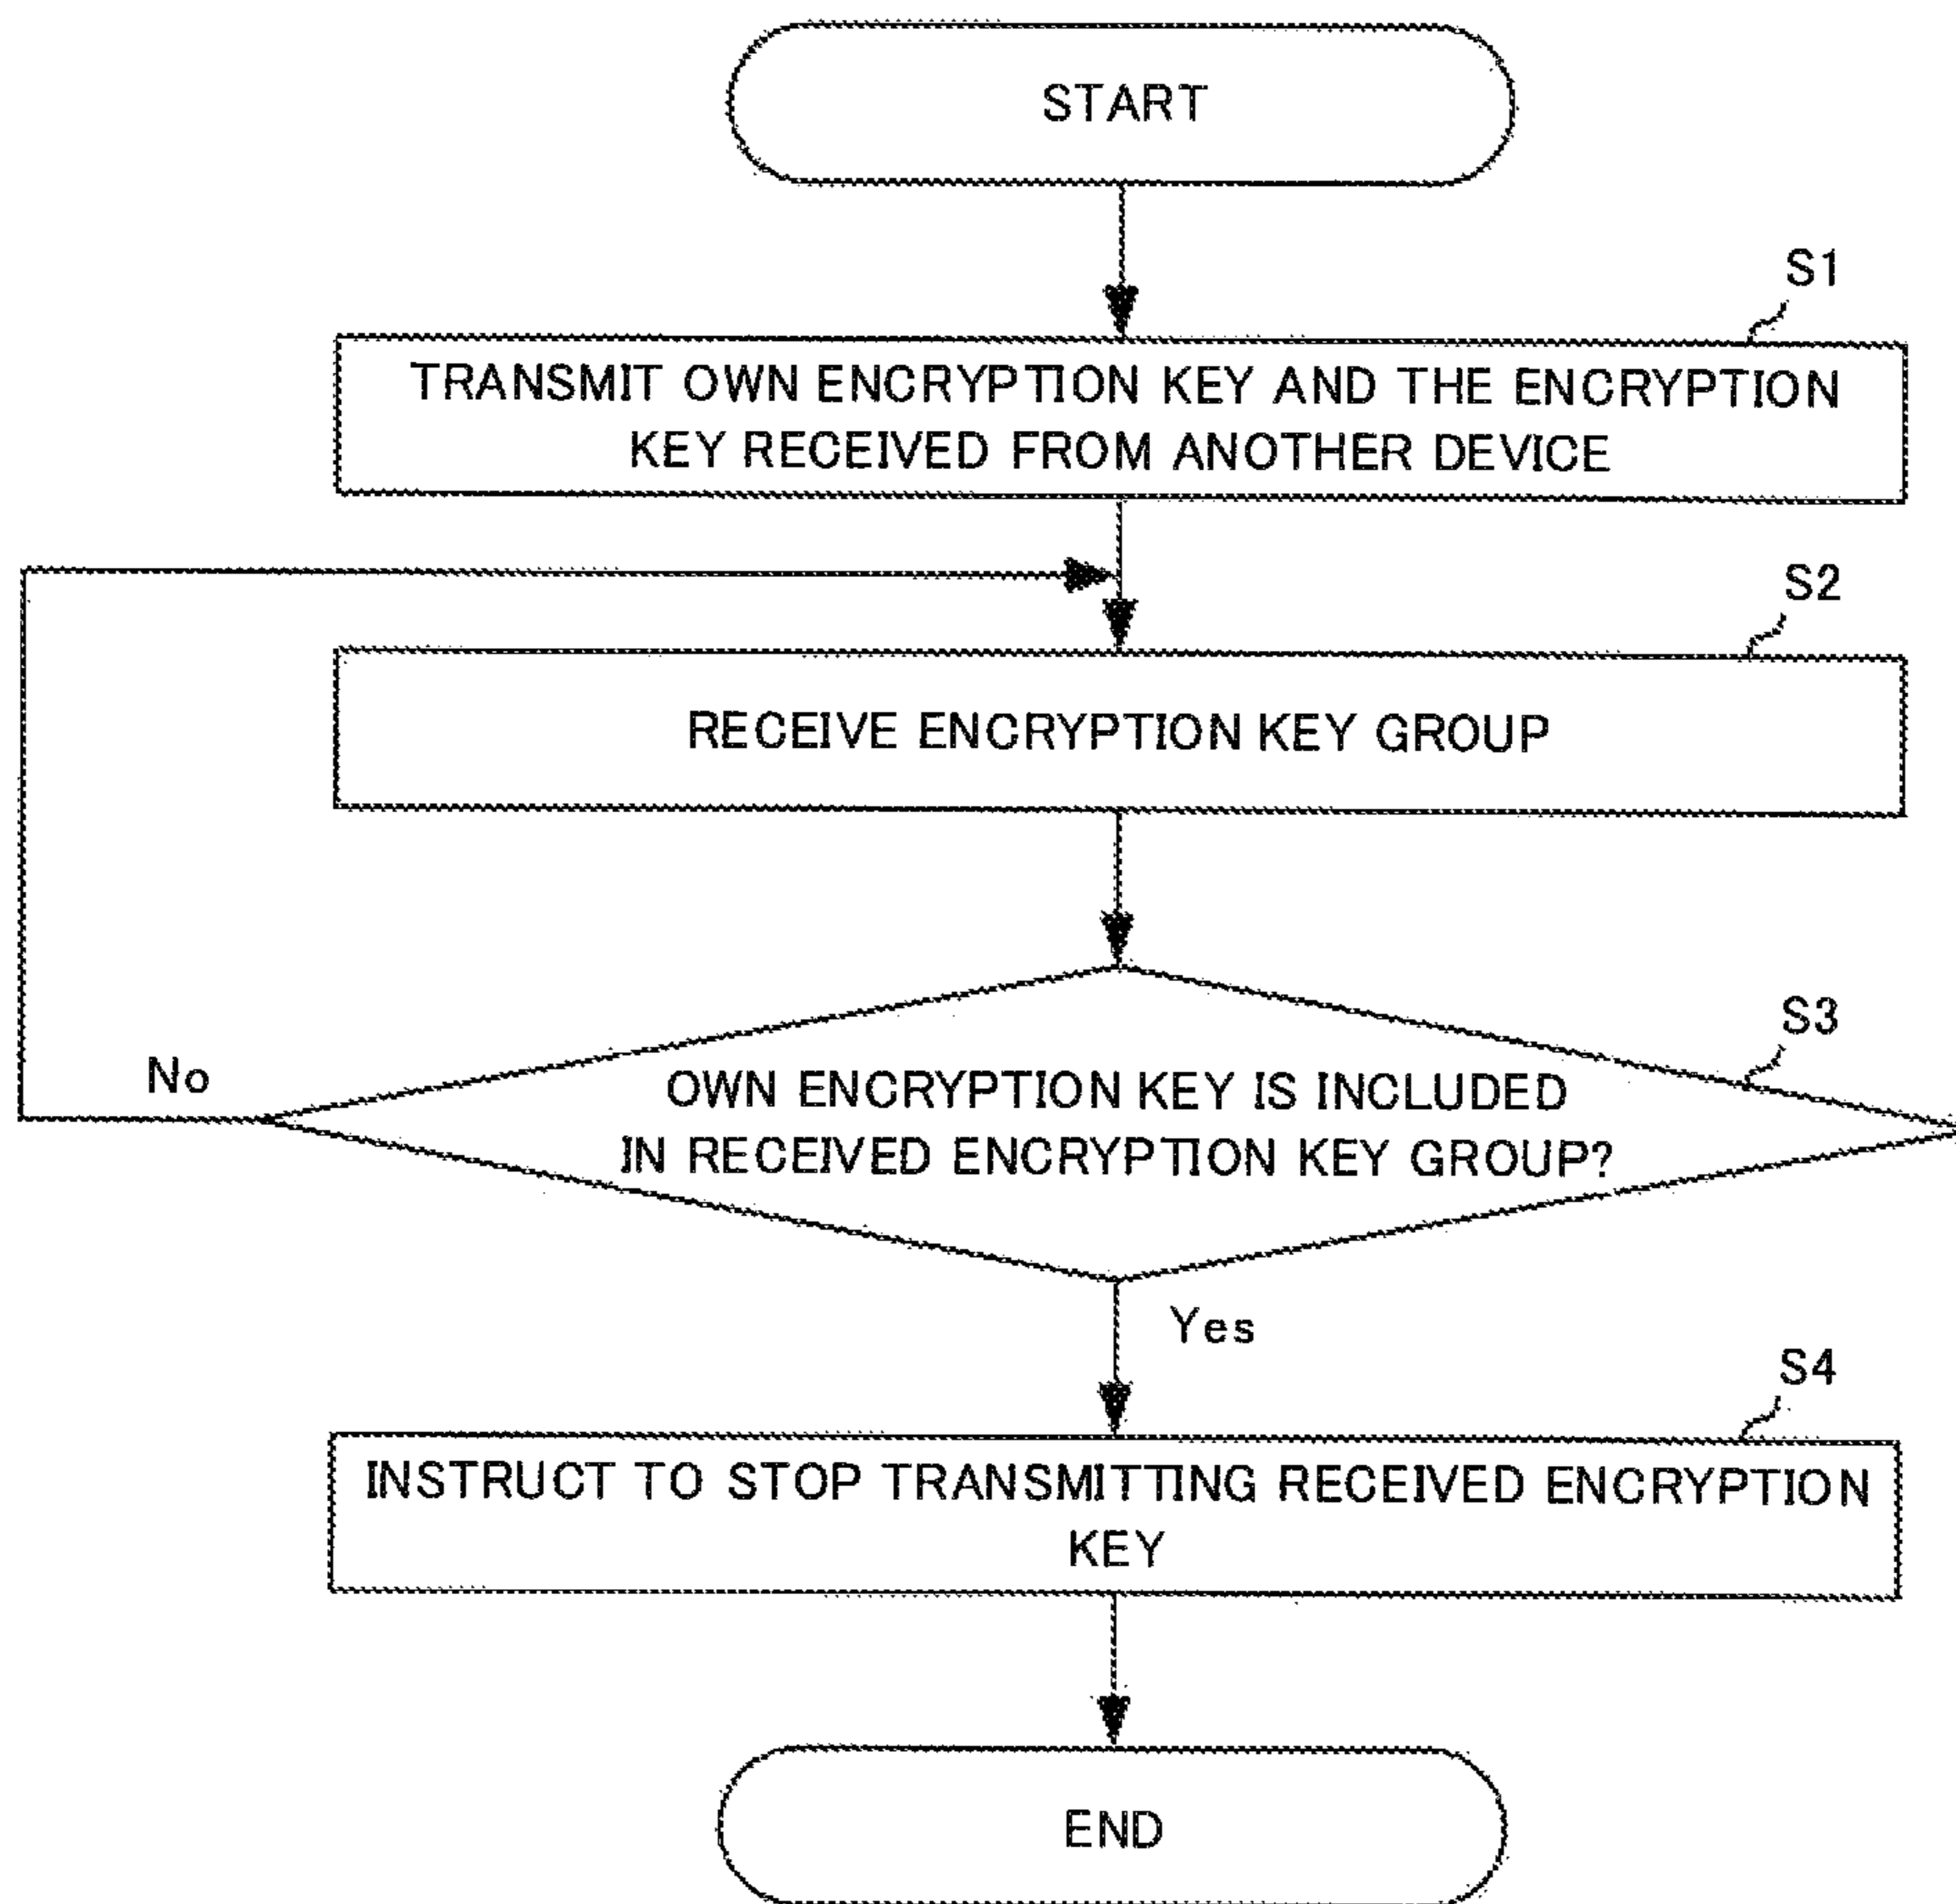 START
S1
TRANSMIT OWN ENCRYPTION KEY AND THE ENCRYPTION
KEY RECEIVED FROM ANOTHER DEVICE
S2
RECEIVE ENCRYPTION KEY GROUP
S3
No
OWN ENCRYPTION KEY IS INCLUDED
IN RECEIVED ENCRYPTION KEY GROUP?
Yes
S4
INSTRUCT TO STOP TRANSMITTING RECEIVED ENCRYPTION
KEY
END